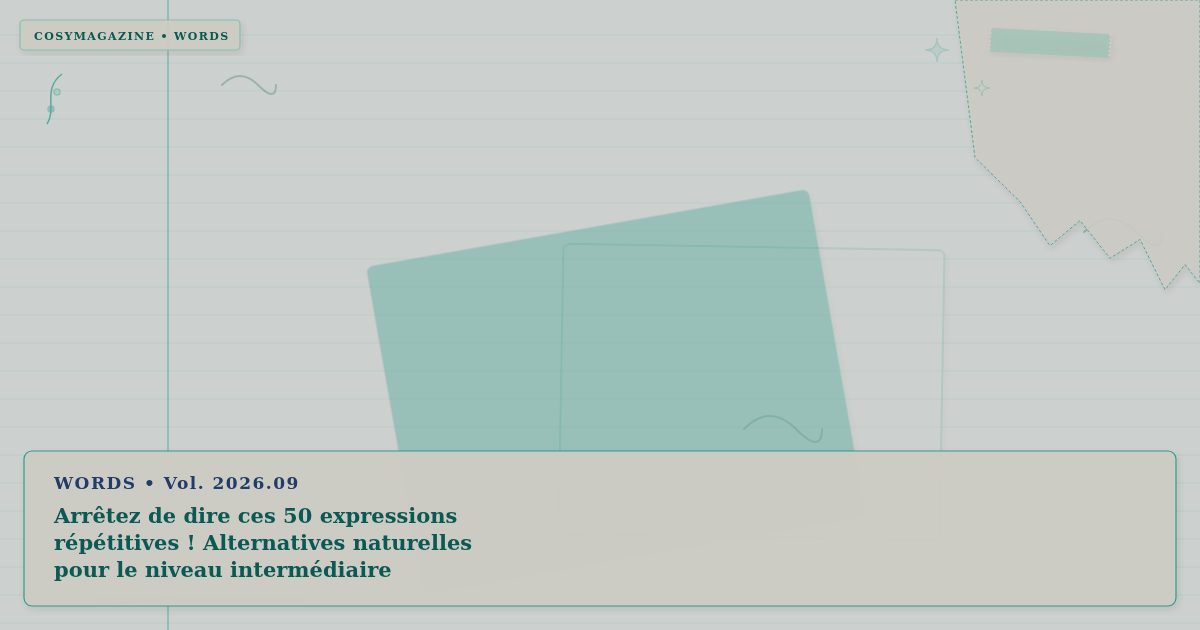 COSYMAGAZINE • WORDS
WORDS • Vol. 2026.09
Arrêtez de dire ces 50 expressions
répétitives ! Alternatives naturelles
pour le niveau intermédiaire